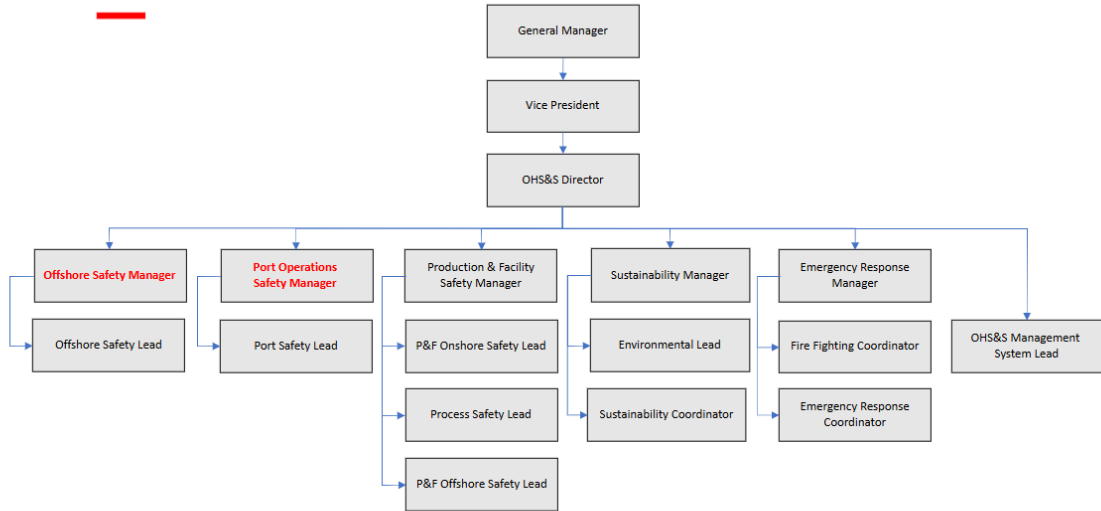 General Manager
Vice President
OHS&S Director
Offshore Safety Manager
Port Operations
Safety Manager
Production & Facility
Safety Manager
Sustainability Manager
Emergency Response
Manager
Offshore Safety Lead
Port Safety Lead
P&F Onshore Safety Lead
Environmental Lead
Fire Fighting Coordinator
OHS&S Management
System Lead
Process Safety Lead
Sustainability Coordinator
Emergency Response
Coordinator
P&F Offshore Safety Lead